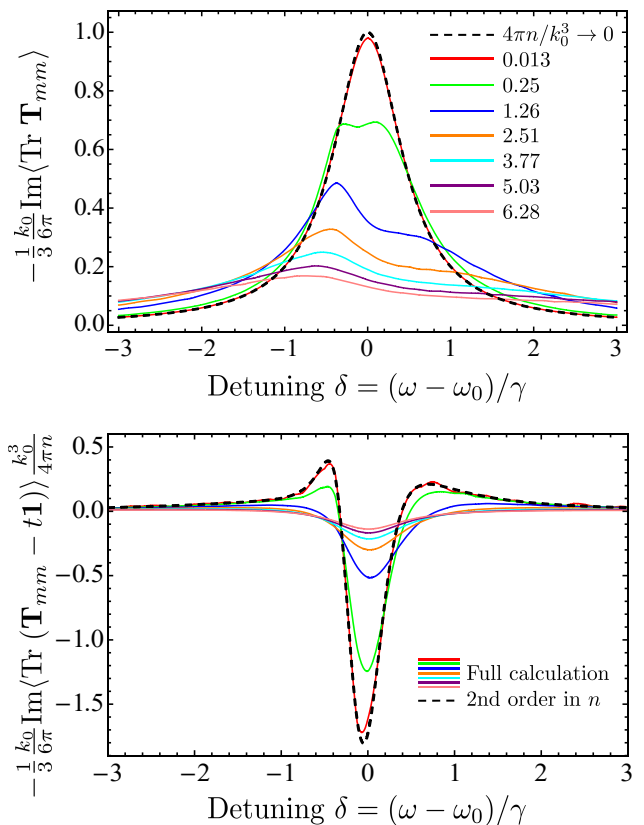 −1/3 k₀/6π Im⟨Tr T_mm⟩
1.0
0.8
0.6
0.4
0.2
0.0
4πn/k₀³ → 0
0.013
0.25
1.26
2.51
3.77
5.03
6.28
−3 −2 −1 0 1 2 3
Detuning δ = (ω − ω₀)/γ
−1/3 k₀/6π Im⟨Tr (T_mm − t1)⟩ k₀³/4πn
0.5
0.0
−0.5
−1.0
−1.5
Full calculation
2nd order in n
−3 −2 −1 0 1 2 3
Detuning δ = (ω − ω₀)/γ